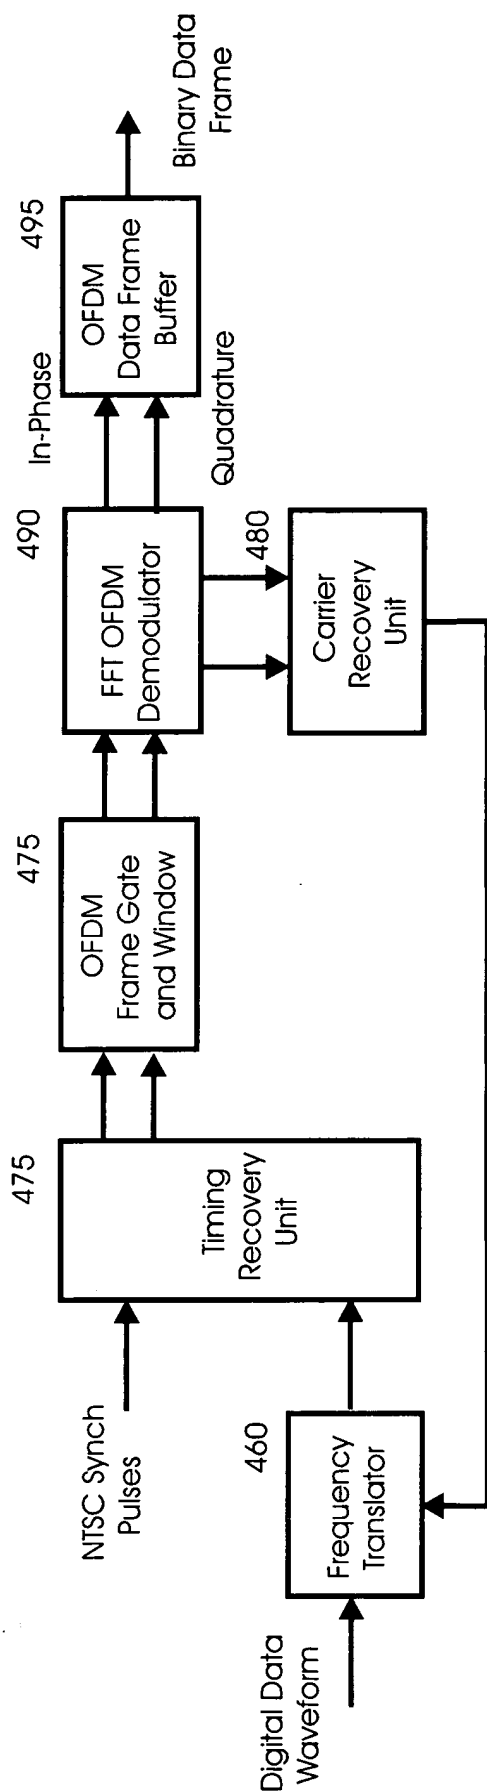 Digital Data
Waveform
460
Frequency
Translator
NTSC Synch
Pulses
475
Timing
Recovery
Unit
475
OFDM
Frame Gate
and Window
490
FFT OFDM
Demodulator
480
Carrier
Recovery
Unit
In-Phase
Quadrature
495
OFDM
Data Frame
Buffer
Binary Data
Frame